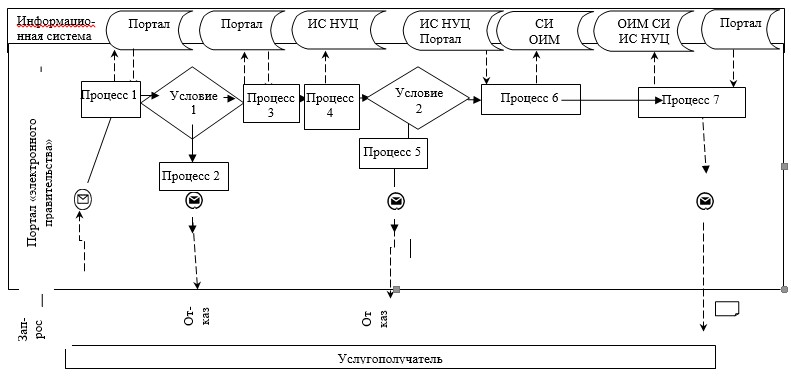 Информацио-
нная система
Портал
Портал
ИС НУЦ
ИС НУЦ
Портал
СИ
ОИМ
ОИМ СИ
ИС НУЦ
Портал
Портал «электронного
правительства»
Процесс 1
Условие
1
Процесс
3
Процесс
4
Условие
2
Процесс 6
Процесс 7
Процесс 2
Процесс 5
Зап-
рос
От-
каз
От
каз
Услугополучатель